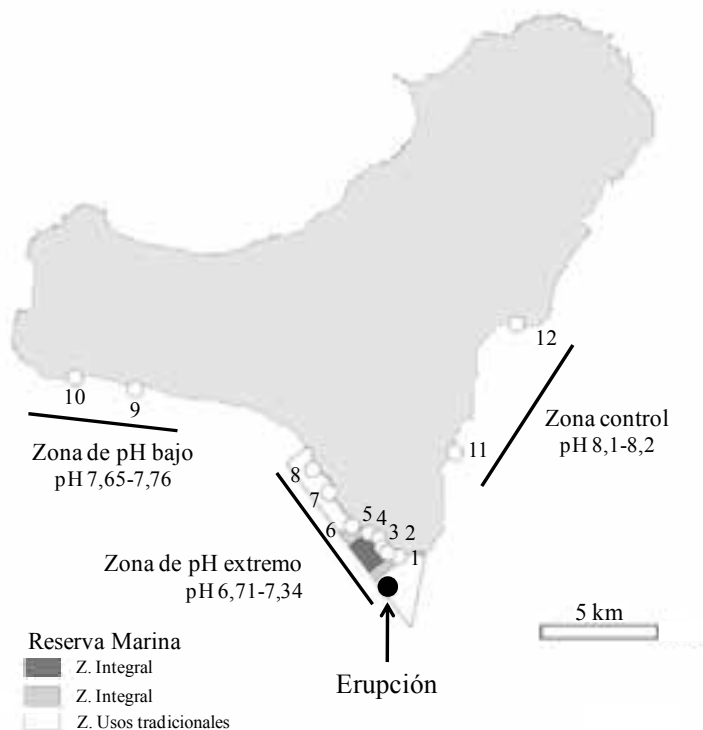 12
Zona control
pH 8,1-8,2
11
10
9
Zona de pH bajo
pH 7,65-7,76
8
7
6
5
4
3
2
1
Zona de pH extremo
pH 6,71-7,34
5 km
Erupción
Reserva Marina
Z. Integral
Z. Integral
Z. Usos tradicionales